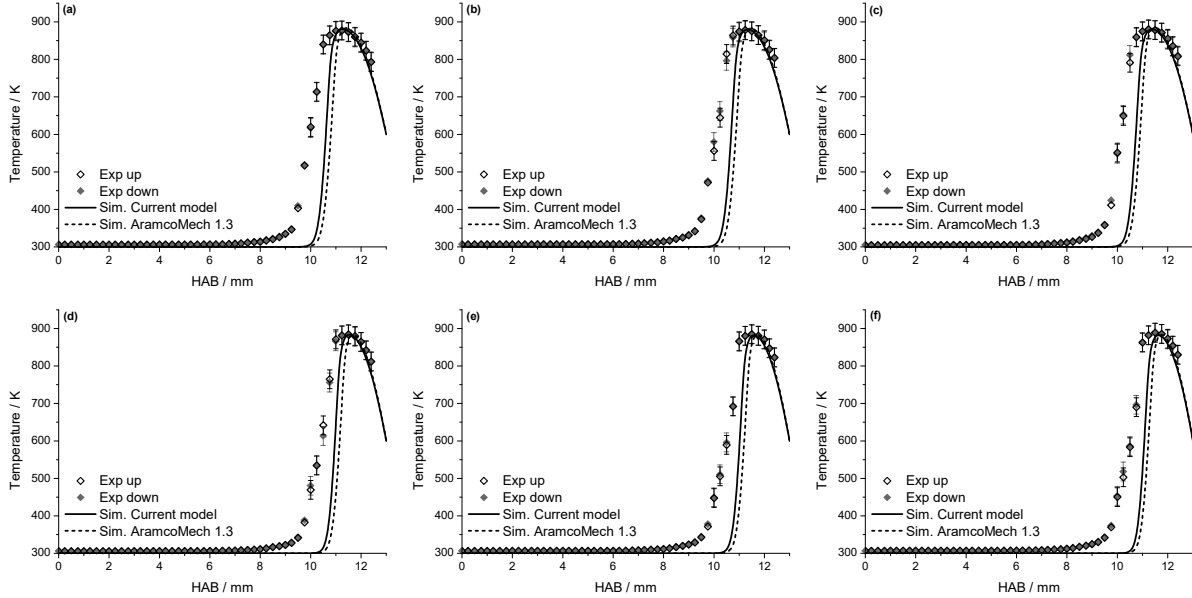 (a)
Temperature / K
900
800
700
600
500
400
300
Exp up
Exp down
Sim. Current model
Sim. AramcoMech 1.3
0 2 4 6 8 10 12
HAB / mm
(b)
Temperature / K
900
800
700
600
500
400
300
Exp up
Exp down
Sim. Current model
Sim. AramcoMech 1.3
0 2 4 6 8 10 12
HAB / mm
(c)
Temperature / K
900
800
700
600
500
400
300
Exp up
Exp down
Sim. Current model
Sim. AramcoMech 1.3
0 2 4 6 8 10 12
HAB / mm
(d)
Temperature / K
900
800
700
600
500
400
300
Exp up
Exp down
Sim. Current model
Sim. AramcoMech 1.3
0 2 4 6 8 10 12
HAB / mm
(e)
Temperature / K
900
800
700
600
500
400
300
Exp up
Exp down
Sim. Current model
Sim. AramcoMech 1.3
0 2 4 6 8 10 12
HAB / mm
(f)
Temperature / K
900
800
700
600
500
400
300
Exp up
Exp down
Sim. Current model
Sim. AramcoMech 1.3
0 2 4 6 8 10 12
HAB / mm